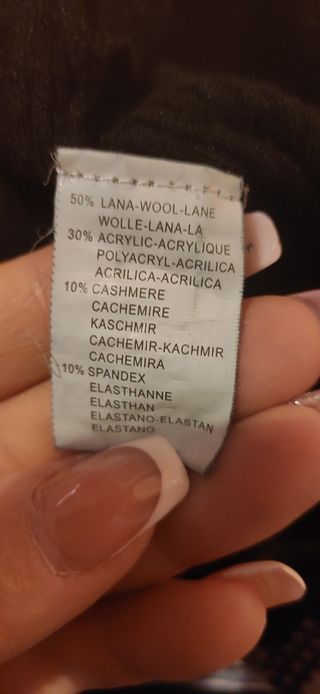 50% LANA-WOOL-LANE
WOLLE-LANA-LA
30% ACRYLIC-ACRYLIQUE
POLYACRYL-ACRILICA
ACRILICA-ACRILICA
10% CASHMERE
CACHEMIRE
KASCHMIR
CACHEMIR-KACHMIR
CACHEMIRA
10% SPANDEX
ELASTHANNE
ELASTHAN
ELASTANO-ELASTAN
ELASTANO